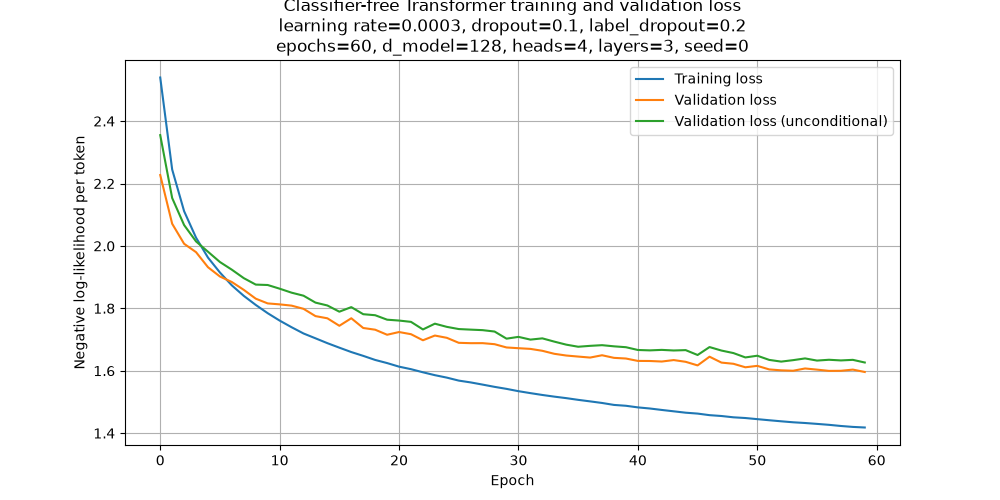 Classifier-free Transformer training and validation loss
learning rate=0.0003, dropout=0.1, label_dropout=0.2
epochs=60, d_model=128, heads=4, layers=3, seed=0
Training loss
Validation loss
Validation loss (unconditional)
Negative log-likelihood per token
2.4
2.2
2.0
1.8
1.6
1.4
0
10
20
30
40
50
60
Epoch